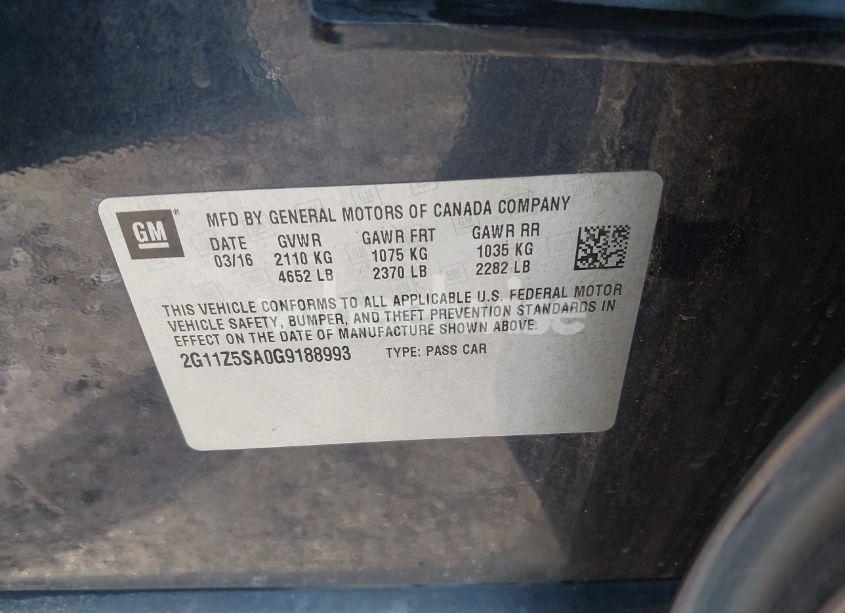 GM
MFD BY GENERAL MOTORS OF CANADA COMPANY
DATE GVWR GAWR FRT GAWR RR
03/16 2110 KG 1075 KG 1035 KG
4652 LB 2370 LB 2282 LB
THIS VEHICLE CONFORMS TO ALL APPLICABLE U.S. FEDERAL MOTOR
VEHICLE SAFETY, BUMPER, AND THEFT PREVENTION STANDARDS IN
EFFECT ON THE DATE OF MANUFACTURE SHOWN ABOVE.
2G11Z5SA0G9188993 TYPE: PASS CAR